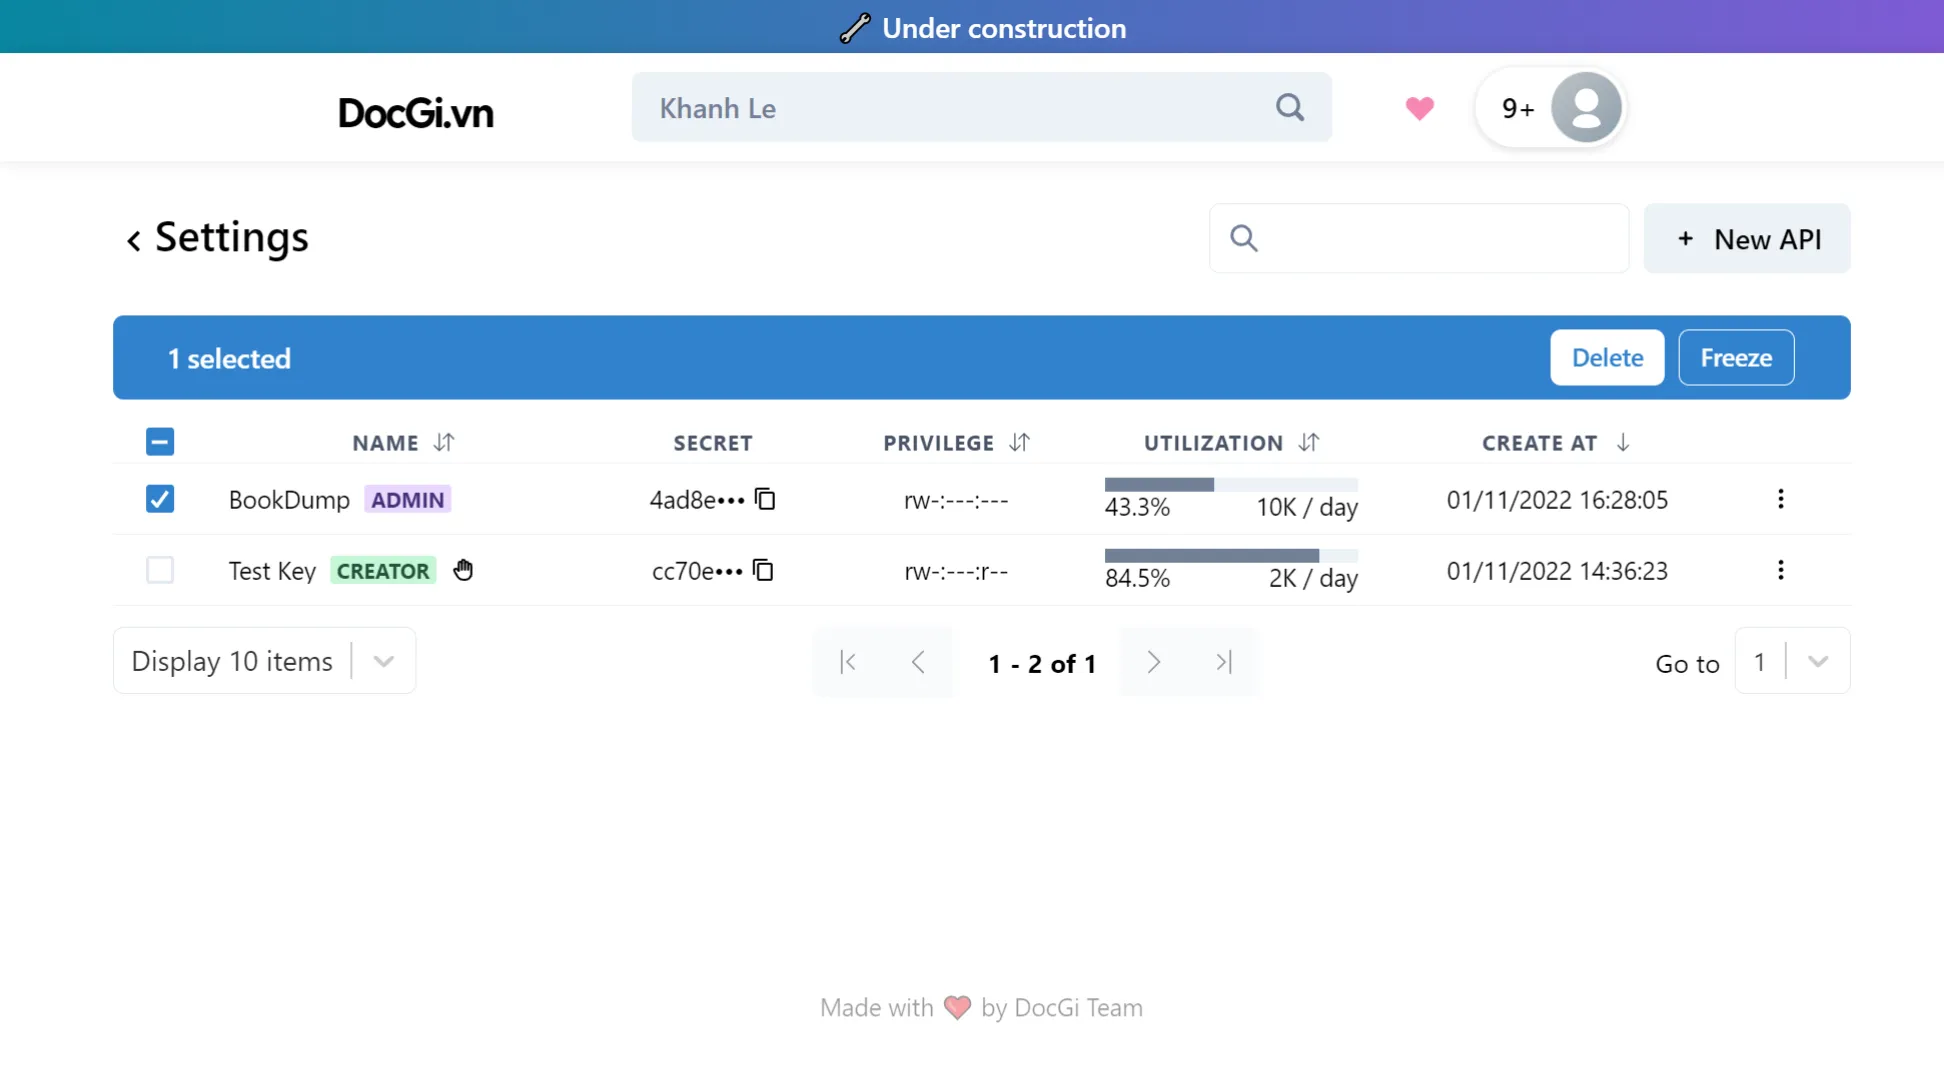 Under construction
DocGi.vn
Khanh Le
9+
Settings
+ New API
1 selected
Delete
Freeze
NAME
SECRET
PRIVILEGE
UTILIZATION
CREATE AT
BookDump ADMIN
4ad8e•••
rw-:---:---
43.3%
10K / day
01/11/2022 16:28:05
Test Key CREATOR
cc70e•••
rw-:---:r--
84.5%
2K / day
01/11/2022 14:36:23
Display 10 items
1 - 2 of 1
Go to
1
Made with ❤️ by DocGi Team